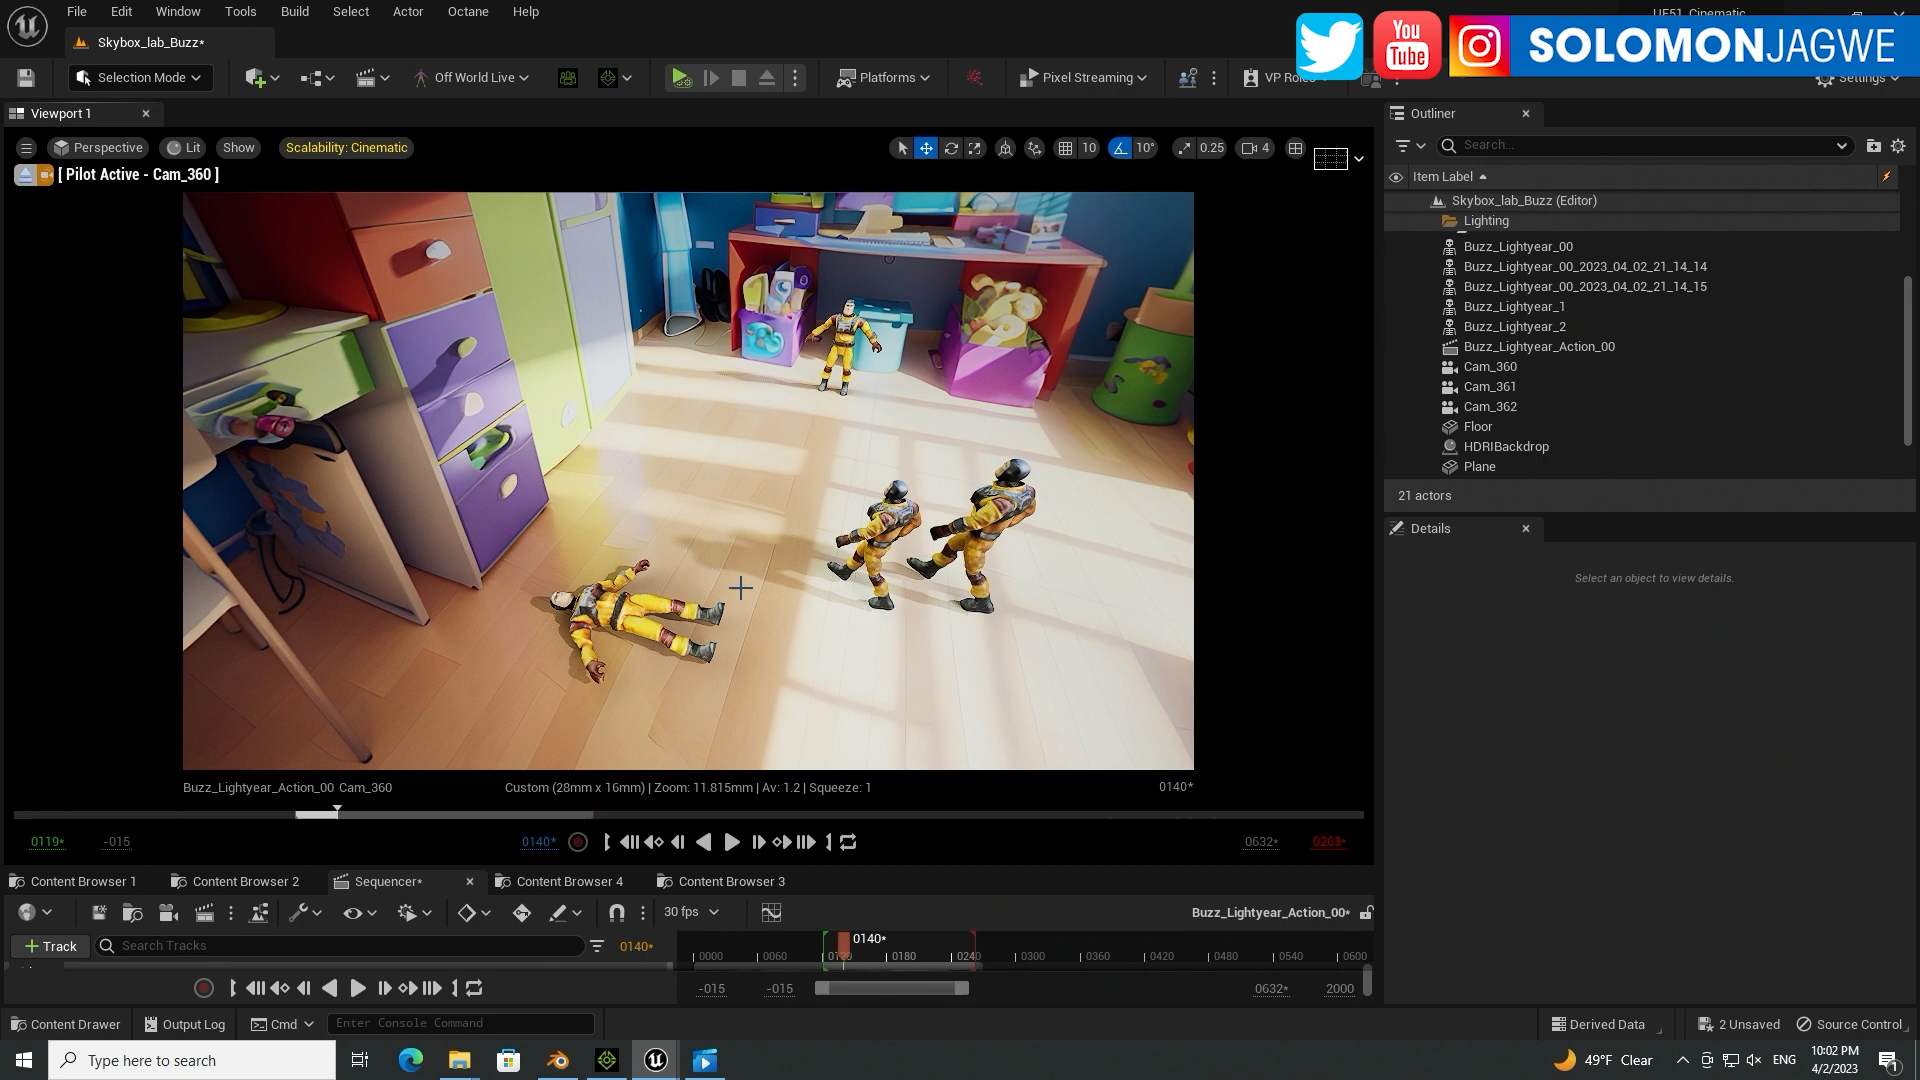 File Edit Window Tools Build Select Actor Octane Help
Skybox_lab_Buzz*
You Tube
SOLOMONJAGWE
Selection Mode Off World Live Platforms Pixel Streaming
Viewport 1
Perspective Lit Show Scalability: Cinematic 10 10° 0.25 4
[ Pilot Active - Cam_360 ]
Outliner
Search...
Item Label
Skybox_lab_Buzz (Editor)
Lighting
Buzz_Lightyear_00
Buzz_Lightyear_00_2023_04_02_21_14_14
Buzz_Lightyear_00_2023_04_02_21_14_15
Buzz_Lightyear_1
Buzz_Lightyear_2
Buzz_Lightyear_Action_00
Cam_360
Cam_361
Cam_362
Floor
HDRIBackdrop
Plane
21 actors
Details
Select an object to view details.
Buzz_Lightyear_Action_00 Cam_360 Custom (28mm x 16mm) | Zoom: 11.815mm | Av: 1.2 | Squeeze: 1 0140*
0119* -015 0140* 0632* 0263*
Content Browser 1 Content Browser 2 Sequencer* Content Browser 4 Content Browser 3
30 fps Buzz_Lightyear_Action_00*
+ Track Search Tracks 0140* 0140*
0000 0060 0180 0240 0300 0360 0420 0480 0540 0600
-015 -015 0632* 2000
Content Drawer Output Log Cmd Enter Console Command Derived Data 2 Unsaved Source Control
Type here to search 49°F Clear ENG 10:02 PM
4/2/2023
1